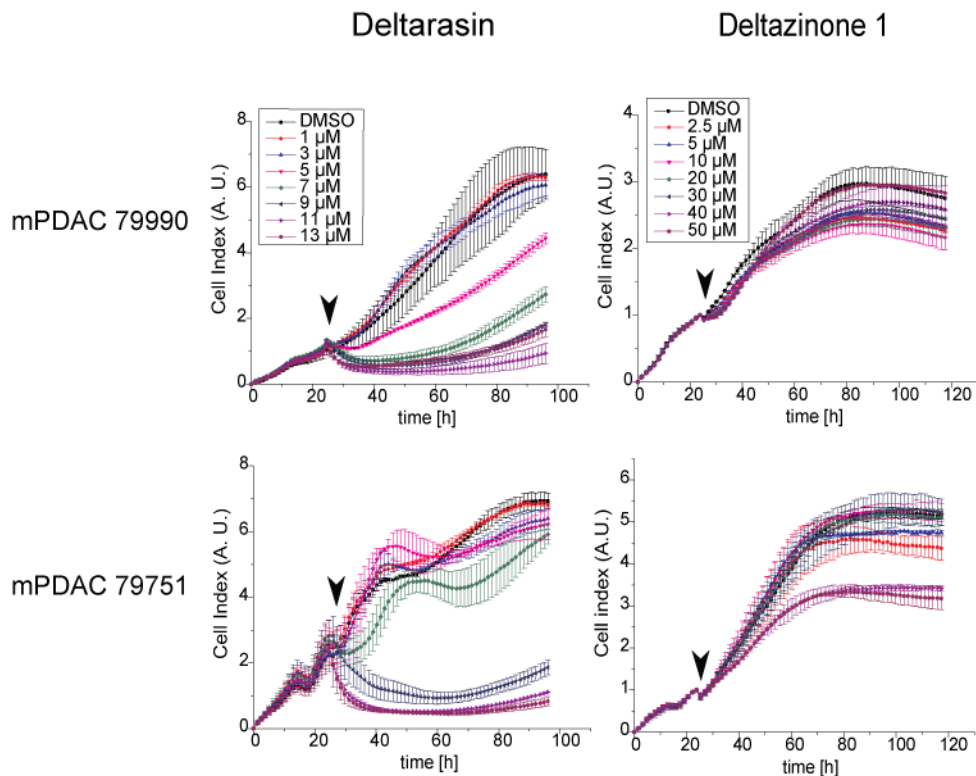 Deltarasin
Deltazinone 1
mPDAC 79990
Cell Index (A. U.)
8
6
4
2
0
DMSO
1 µM
3 µM
5 µM
7 µM
9 µM
11 µM
13 µM
0 20 40 60 80 100
time [h]
Cell Index (A.U.)
4
3
2
1
0
DMSO
2.5 µM
5 µM
10 µM
20 µM
30 µM
40 µM
50 µM
0 20 40 60 80 100 120
time [h]
mPDAC 79751
Cell Index (A. U.)
8
6
4
2
0
0 20 40 60 80 100
time [h]
Cell index (A.U.)
6
5
4
3
2
1
0
0 20 40 60 80 100 120
time [h]